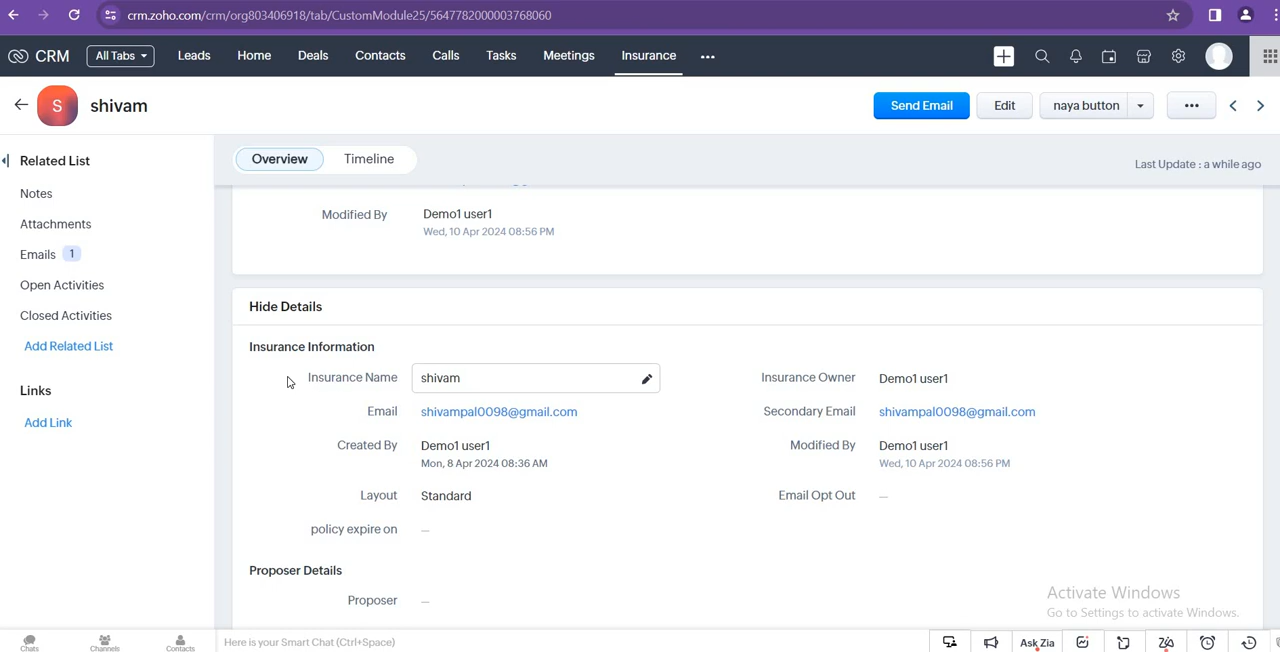 crm.zoho.com/crm/org803406918/tab/CustomModule25/5647782000003768060
CRM All Tabs Leads Home Deals Contacts Calls Tasks Meetings Insurance
S shivam Send Email Edit naya button
Related List
Notes
Attachments
Emails 1
Open Activities
Closed Activities
Add Related List
Links
Add Link
Overview Timeline Last Update : a while ago
Modified By Demo1 user1
Wed, 10 Apr 2024 08:56 PM
Hide Details
Insurance Information
Insurance Name shivam Insurance Owner Demo1 user1
Email shivampal0098@gmail.com Secondary Email shivampal0098@gmail.com
Created By Demo1 user1 Modified By Demo1 user1
Mon, 8 Apr 2024 08:36 AM Wed, 10 Apr 2024 08:56 PM
Layout Standard Email Opt Out —
policy expire on —
Proposer Details
Proposer —
Activate Windows
Go to Settings to activate Windows.
Chats Channels Contacts Here is your Smart Chat (Ctrl+Space) Ask Zia